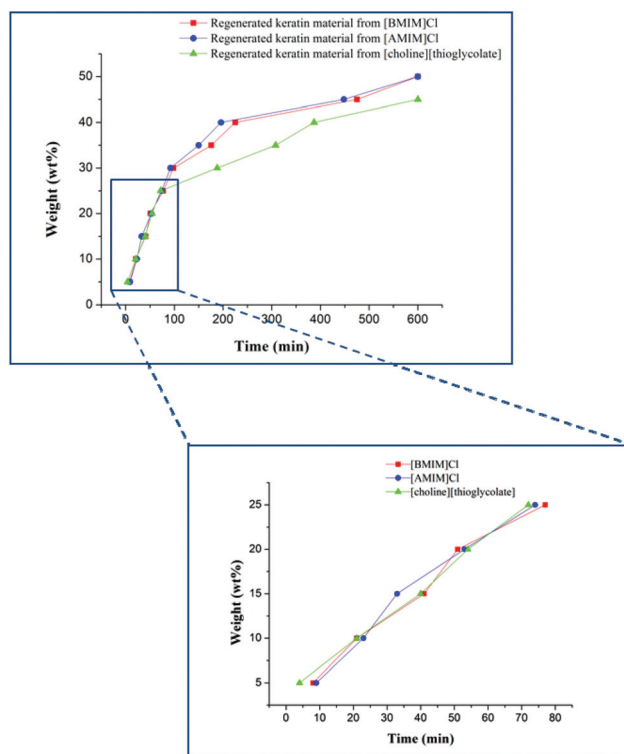 Regenerated keratin material from [BMIM]Cl
Regenerated keratin material from [AMIM]Cl
Regenerated keratin material from [choline][thioglycolate]
50
40
30
20
10
0
Weight (wt%)
0 100 200 300 400 500 600
Time (min)
[BMIM]Cl
[AMIM]Cl
[choline][thioglycolate]
25
20
15
10
5
Weight (wt%)
0 10 20 30 40 50 60 70 80
Time (min)